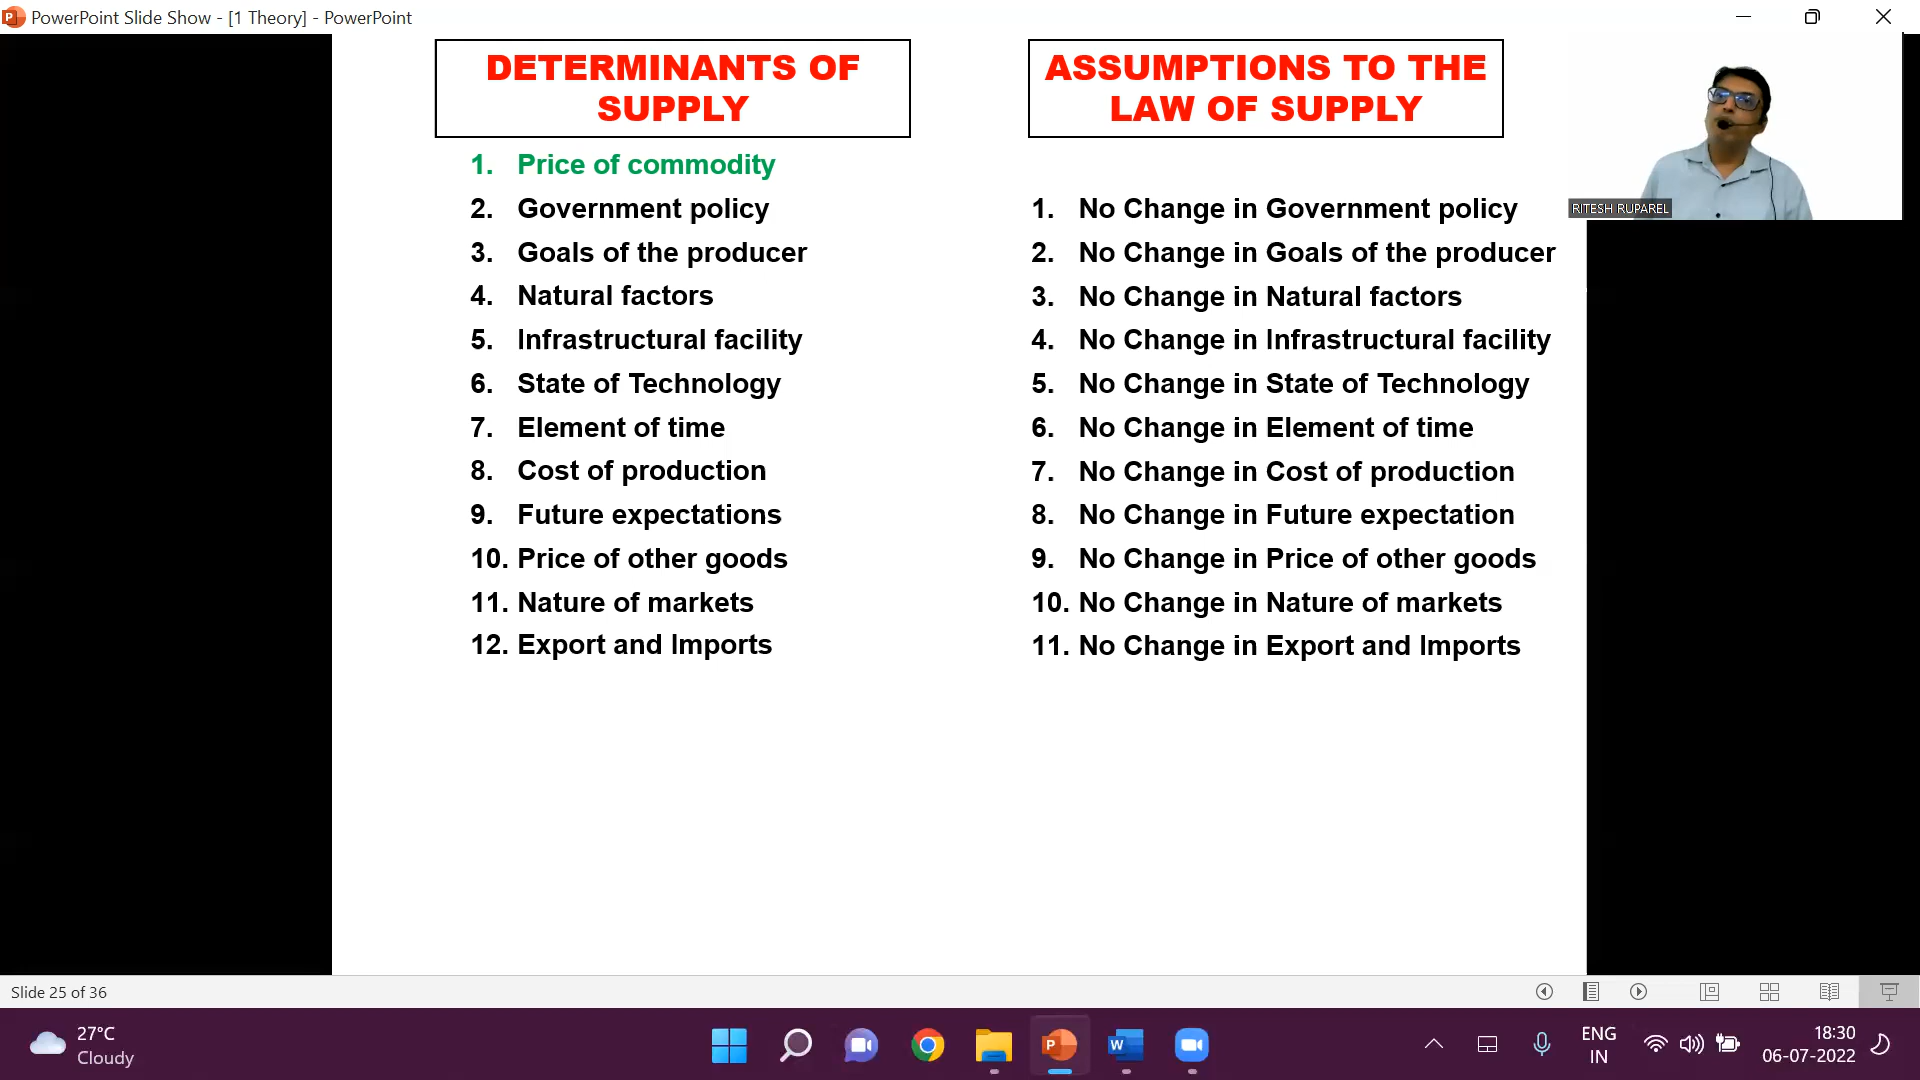 PowerPoint Slide Show - [1 Theory] - PowerPoint
DETERMINANTS OF
SUPPLY
1. Price of commodity
2. Government policy
3. Goals of the producer
4. Natural factors
5. Infrastructural facility
6. State of Technology
7. Element of time
8. Cost of production
9. Future expectations
10. Price of other goods
11. Nature of markets
12. Export and Imports
ASSUMPTIONS TO THE
LAW OF SUPPLY
1. No Change in Government policy
2. No Change in Goals of the producer
3. No Change in Natural factors
4. No Change in Infrastructural facility
5. No Change in State of Technology
6. No Change in Element of time
7. No Change in Cost of production
8. No Change in Future expectation
9. No Change in Price of other goods
10. No Change in Nature of markets
11. No Change in Export and Imports
RITESH RUPAREL
Slide 25 of 36
27°C
Cloudy
ENG
IN
18:30
06-07-2022